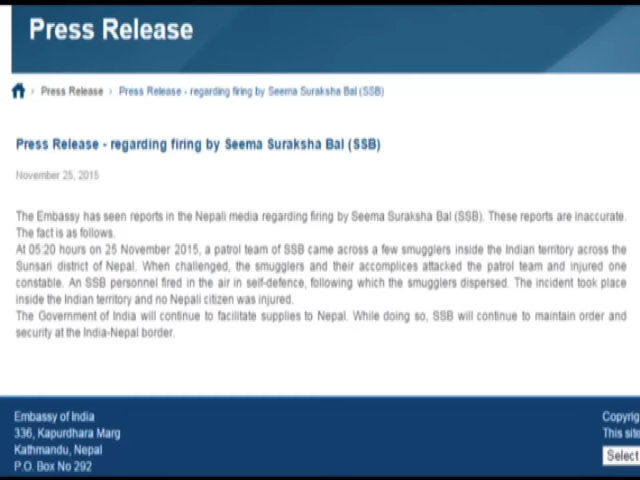 Press Release
Press Release › Press Release - regarding firing by Seema Suraksha Bal (SSB)
Press Release - regarding firing by Seema Suraksha Bal (SSB)
November 25, 2015
The Embassy has seen reports in the Nepali media regarding firing by Seema Suraksha Bal (SSB). These reports are inaccurate.
The fact is as follows.
At 05:20 hours on 25 November 2015, a patrol team of SSB came across a few smugglers inside the Indian territory across the
Sunsari district of Nepal. When challenged, the smugglers and their accomplices attacked the patrol team and injured one
constable. An SSB personnel fired in the air in self-defence, following which the smugglers dispersed. The incident took place
inside the Indian territory and no Nepali citizen was injured.
The Government of India will continue to facilitate supplies to Nepal. While doing so, SSB will continue to maintain order and
security at the India-Nepal border.
Embassy of India
336, Kapurdhara Marg
Kathmandu, Nepal
P.O. Box No 292
Copyrig
This site
Select